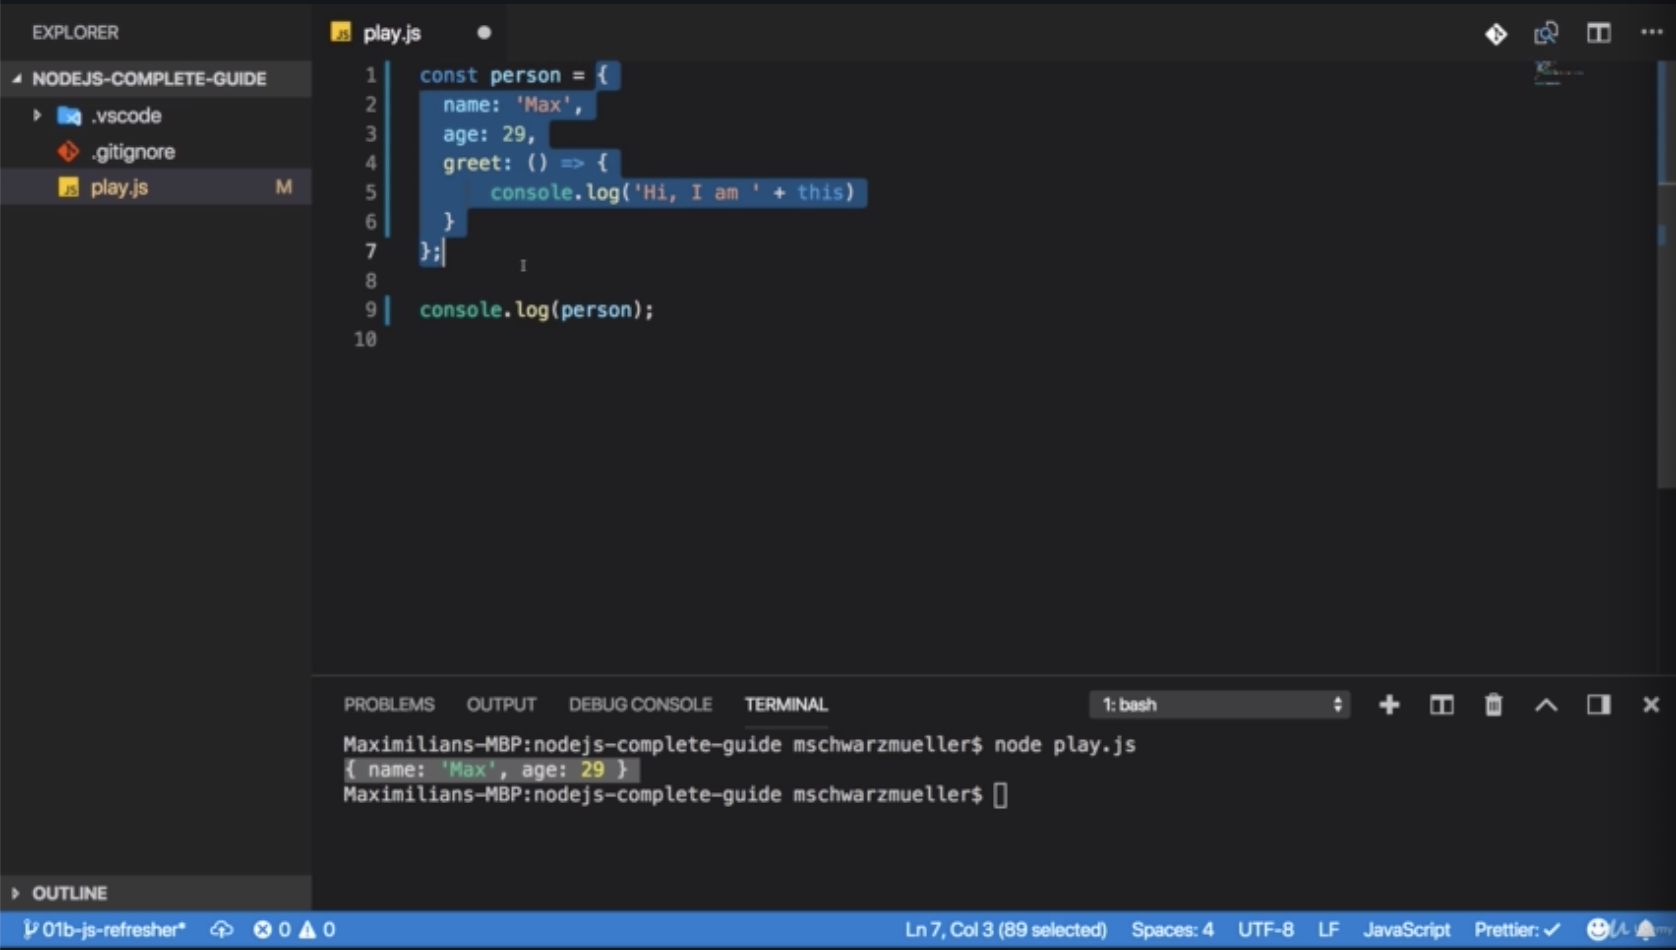 EXPLORER
NODEJS-COMPLETE-GUIDE
.vscode
.gitignore
play.js M
OUTLINE
play.js
1 const person = {
2 name: 'Max',
3 age: 29,
4 greet: () => {
5 console.log('Hi, I am ' + this)
6 }
7 };
8
9 console.log(person);
10
PROBLEMS OUTPUT DEBUG CONSOLE TERMINAL 1: bash
Maximilians-MBP:nodejs-complete-guide mschwarzmueller$ node play.js
{ name: 'Max', age: 29 }
Maximilians-MBP:nodejs-complete-guide mschwarzmueller$
01b-js-refresher* 0 0 Ln 7, Col 3 (89 selected) Spaces: 4 UTF-8 LF JavaScript Prettier: ✓